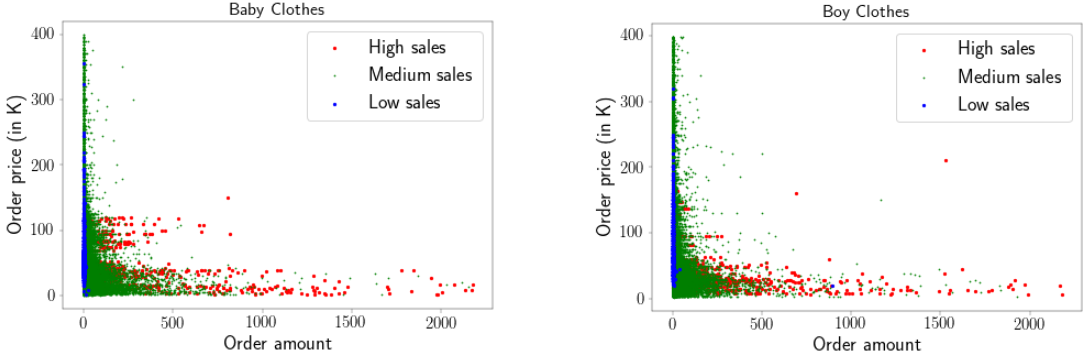 Baby Clothes
Order price (in K)
400
300
200
100
0
High sales
Medium sales
Low sales
0 500 1000 1500 2000
Order amount
Boy Clothes
Order price (in K)
400
300
200
100
0
High sales
Medium sales
Low sales
0 500 1000 1500 2000
Order amount